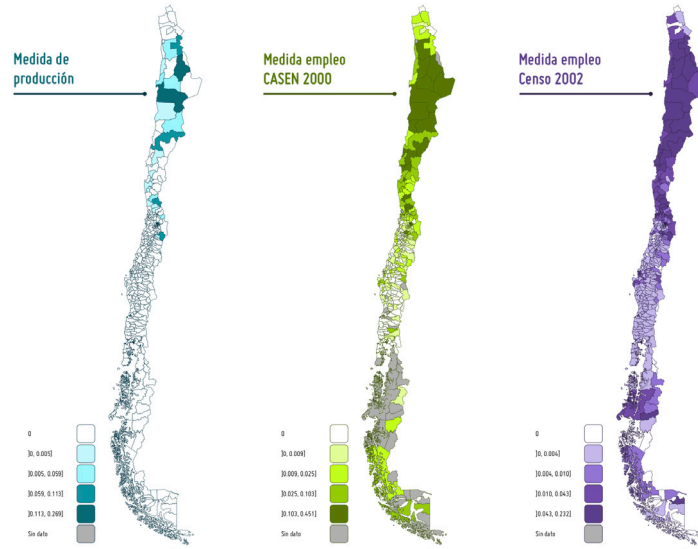 Medida de
producción
0
]0, 0.005]
]0.005, 0.059]
]0.059, 0.113]
]0.113, 0.269]
Sin dato
Medida empleo
CASEN 2000
0
]0, 0.009]
]0.009, 0.025]
]0.025, 0.103]
]0.103, 0.451]
Sin dato
Medida empleo
Censo 2002
0
]0, 0.004]
]0.004, 0.010]
]0.010, 0.043]
]0.043, 0.232]
Sin dato